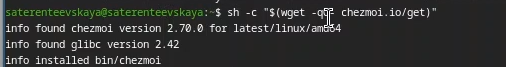 saterenteevskaya@saterenteevskaya:~$ sh -c "$(wget -qO- chezmoi.io/get)"
info found chezmoi version 2.70.0 for latest/linux/amd64
info found glibc version 2.42
info installed bin/chezmoi